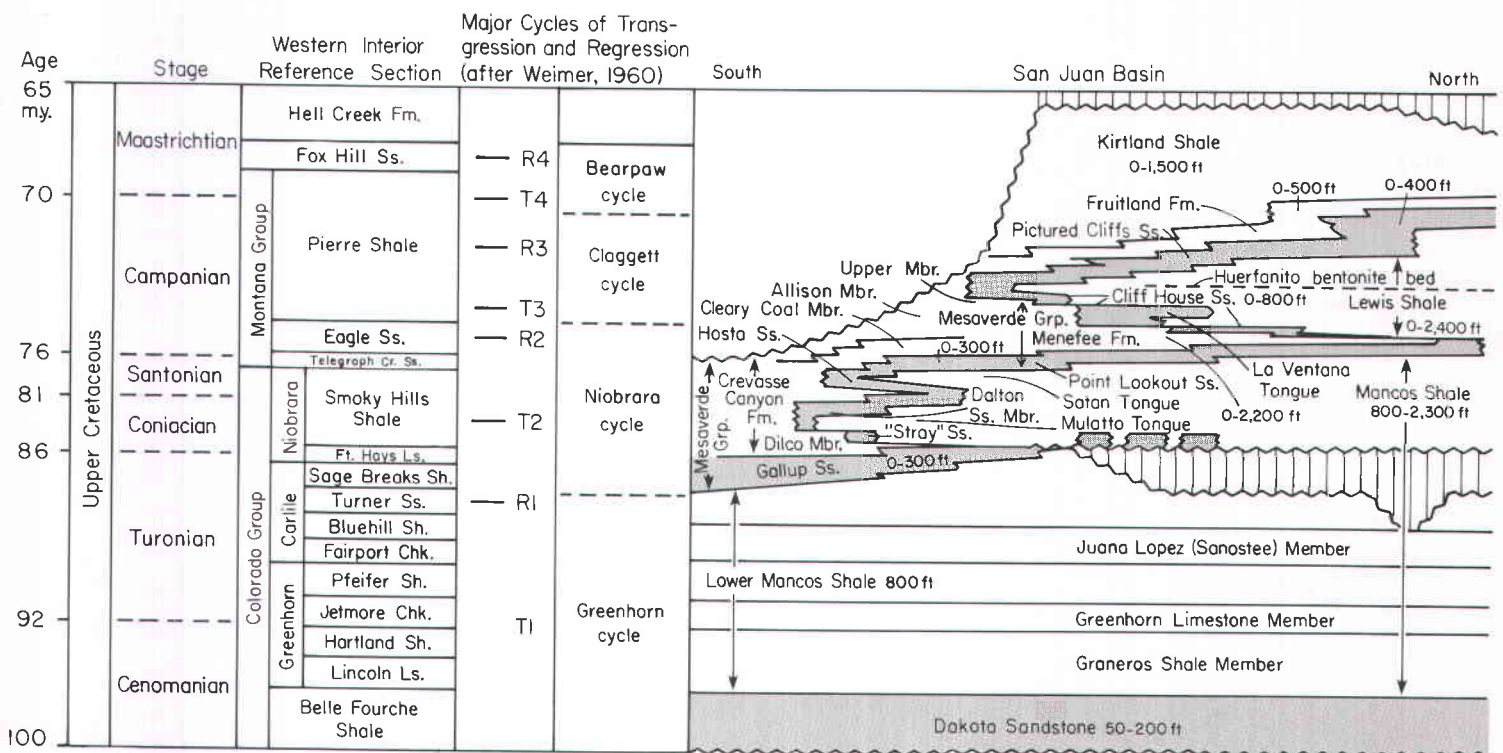 Age
65
my.
70
76
81
86
92
100
Upper Cretaceous
Stage
Maastrichtian
Campanian
Santonian
Coniacian
Turonian
Cenomanian
Western Interior
Reference Section
Hell Creek Fm.
Fox Hill Ss.
Montana Group
Pierre Shale
Eagle Ss.
Telegraph Cr. Ss.
Colorado Group
Niobrara
Smoky Hills
Shale
Ft. Hays Ls.
Carlile
Sage Breaks Sh.
Turner Ss.
Bluehill Sh.
Fairport Chk.
Greenhorn
Pfeifer Sh.
Jetmore Chk.
Hartland Sh.
Lincoln Ls.
Belle Fourche
Shale
Major Cycles of Trans-
gression and Regression
(after Weimer, 1960)
R4
T4
R3
T3
R2
T2
R1
T1
Bearpaw
cycle
Claggett
cycle
Niobrara
cycle
Greenhorn
cycle
South
San Juan Basin
North
Kirtland Shale
0-1,500 ft
0-500 ft
0-400 ft
Fruitland Fm.
Pictured Cliffs Ss.
Upper Mbr.
Huerfanito bentonite bed
Allison Mbr.
Cliff House Ss. 0-800 ft
Lewis Shale
Cleary
Coal Mbr.
Mesaverde Grp.
0-2,400 ft
Hosta Ss.
Menefee Fm.
0-300 ft
La Ventana
Tongue
Mesaverde
Grp.
Crevasse
Canyon
Fm.
Point Lookout Ss.
Mancos Shale
800-2,300 ft
Satan Tongue
Dalton
Ss. Mbr.
0-2,200 ft
Mulatto Tongue
"Stray" Ss.
Dilco Mbr.
0-300 ft
Gallup Ss.
Juana Lopez (Sanostee) Member
Lower Mancos Shale 800 ft
Greenhorn Limestone Member
Graneros Shale Member
Dakota Sandstone 50-200 ft